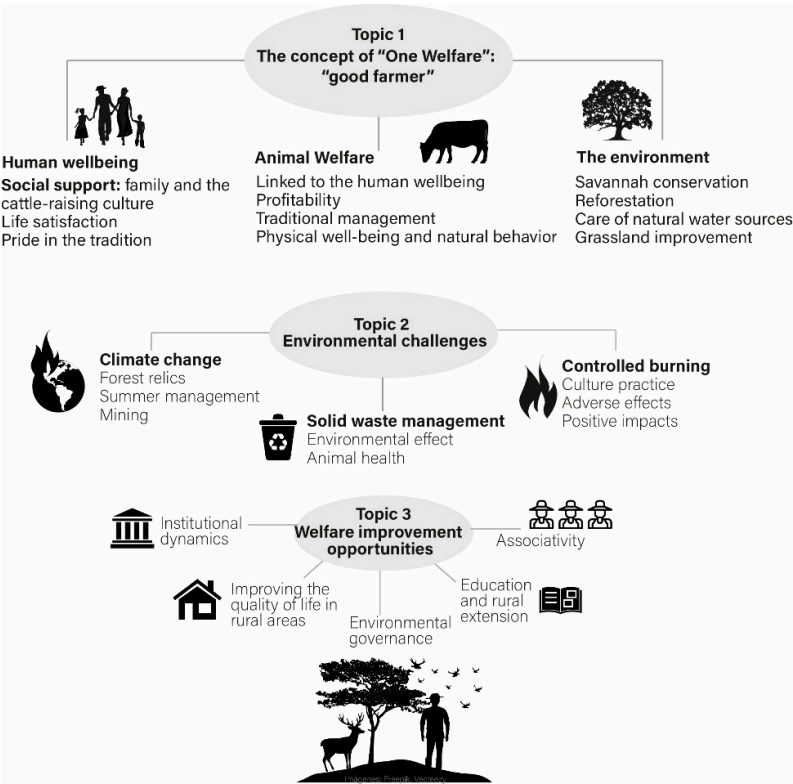 Topic 1
The concept of “One Welfare”:
“good farmer”
Human wellbeing
Social support: family and the
cattle-raising culture
Life satisfaction
Pride in the tradition
Animal Welfare
Linked to the human wellbeing
Profitability
Traditional management
Physical well-being and natural behavior
The environment
Savannah conservation
Reforestation
Care of natural water sources
Grassland improvement
Topic 2
Environmental challenges
Climate change
Forest relics
Summer management
Mining
Solid waste management
Environmental effect
Animal health
Controlled burning
Culture practice
Adverse effects
Positive impacts
Topic 3
Welfare improvement
opportunities
Institutional
dynamics
Associativity
Improving the
quality of life in
rural areas
Environmental
governance
Education
and rural
extension
Imágenes: Freepik, Vecteezy